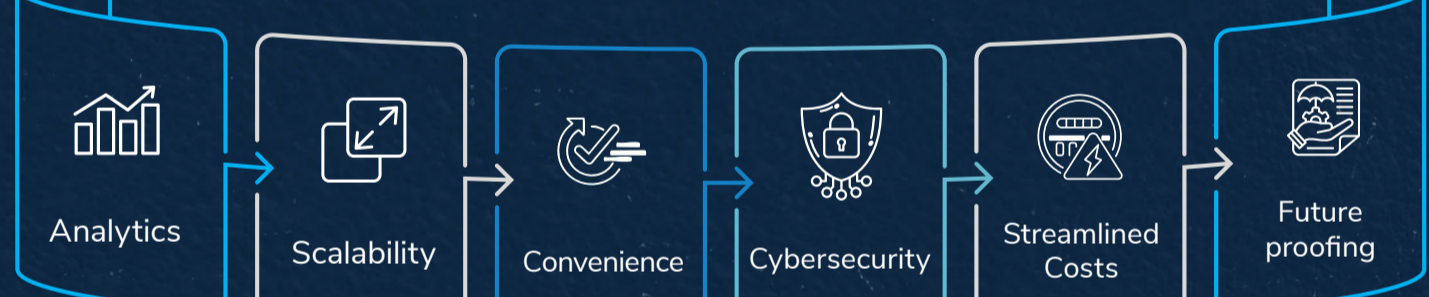 Analytics
Scalability
Convenience
Cybersecurity
Streamlined
Costs
Future
proofing